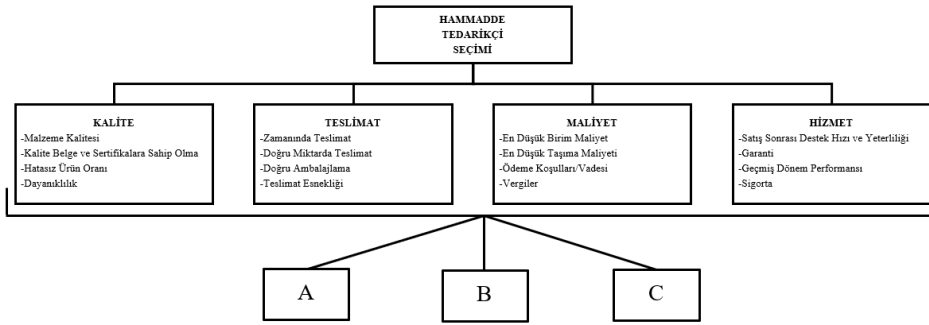 HAMMADDE
TEDARİKÇİ
SEÇİMİ
KALİTE
-Malzeme Kalitesi
-Kalite Belge ve Sertifikalara Sahip Olma
-Hatasız Ürün Oranı
-Dayanıklılık
TESLİMAT
-Zamanında Teslimat
-Doğru Miktarda Teslimat
-Doğru Ambalajlama
-Teslimat Esnekliği
MALİYET
-En Düşük Birim Maliyet
-En Düşük Taşıma Maliyeti
-Ödeme Koşulları/Vadesi
-Vergiler
HİZMET
-Satış Sonrası Destek Hızı ve Yeterliliği
-Garanti
-Geçmiş Dönem Performansı
-Sigorta
A
B
C